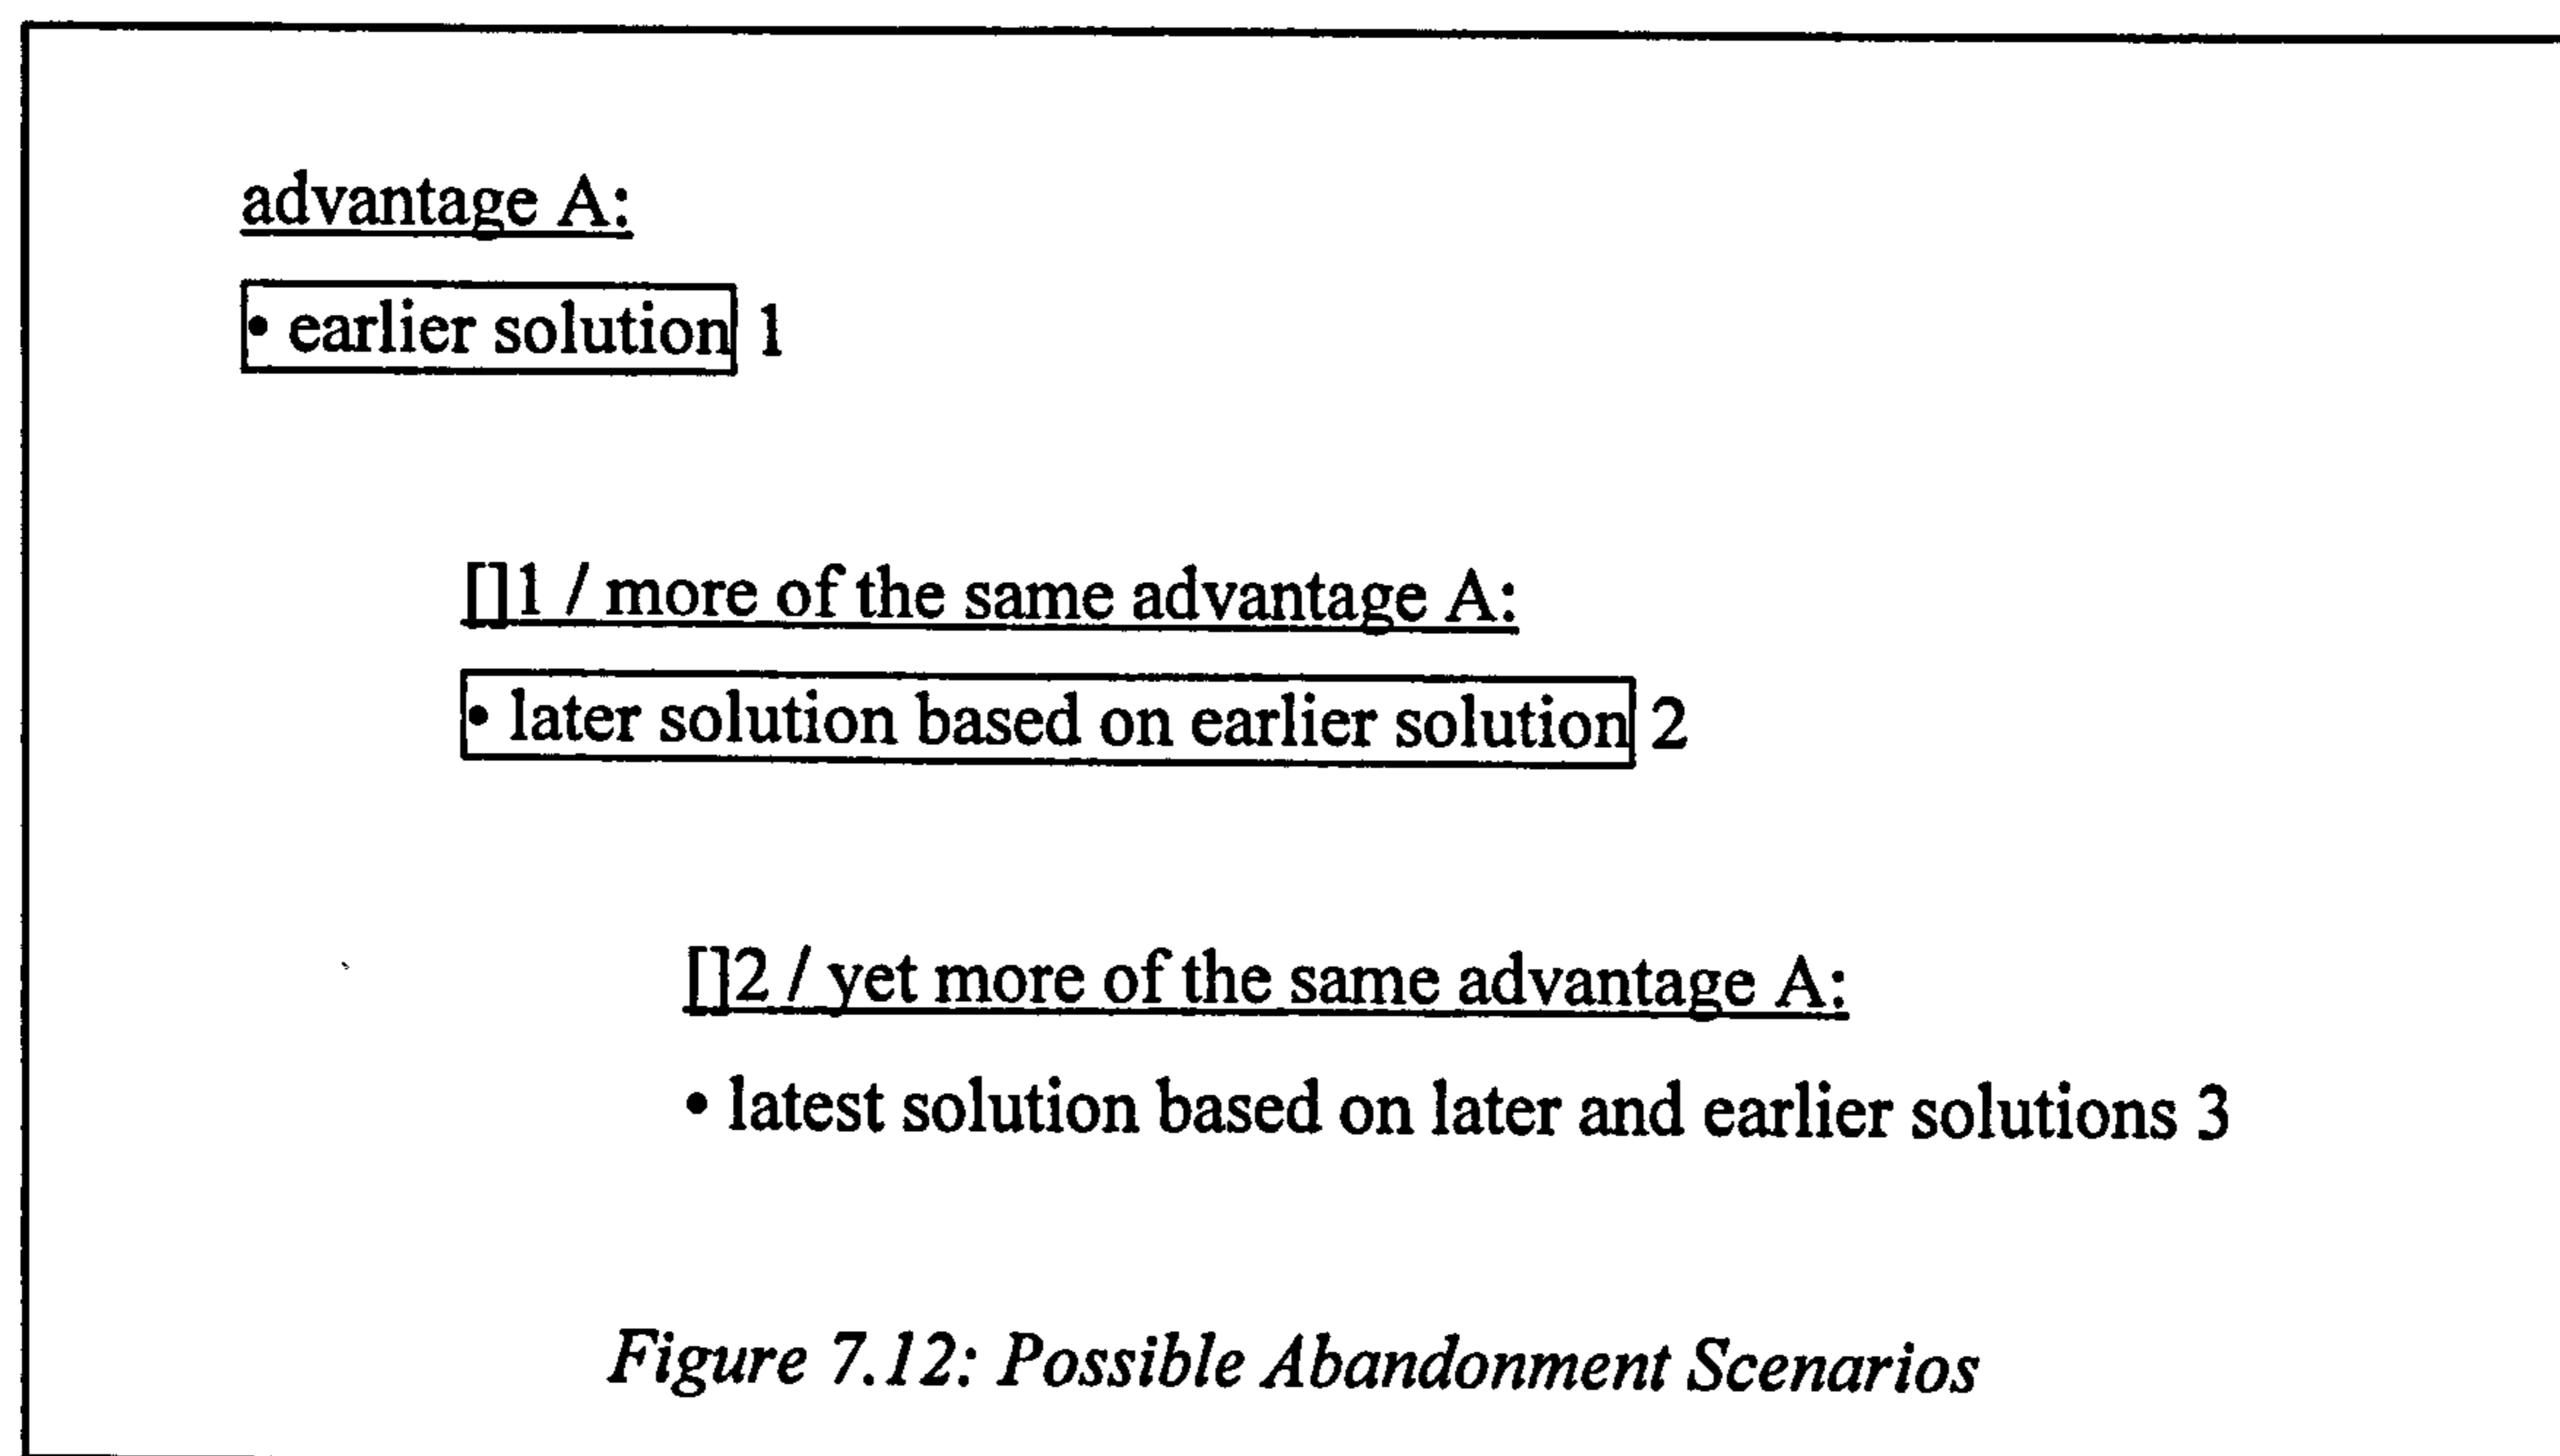 advantage A:
• earlier solution 1
[]1 / more of the same advantage A:
• later solution based on earlier solution 2
[]2 / yet more of the same advantage A:
• latest solution based on later and earlier solutions 3
Figure 7.12: Possible Abandonment Scenarios